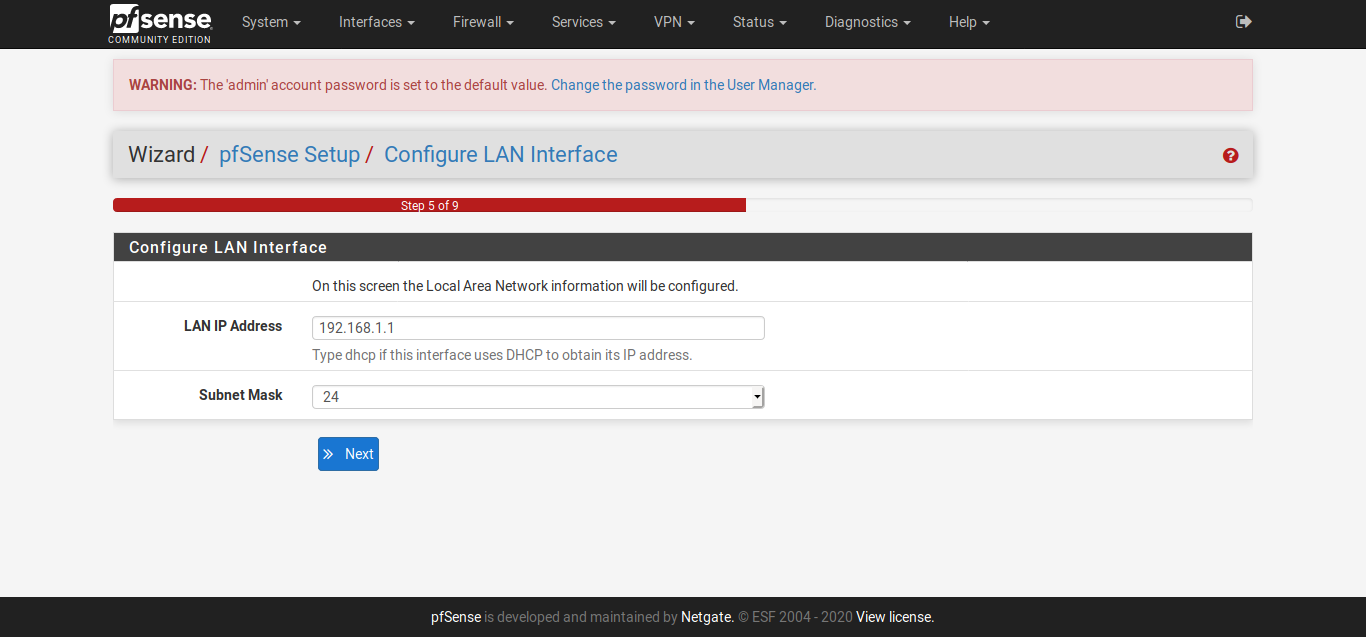 pfsense
COMMUNITY EDITION
System Interfaces Firewall Services VPN Status Diagnostics Help
WARNING: The 'admin' account password is set to the default value. Change the password in the User Manager.
Wizard / pfSense Setup / Configure LAN Interface
Step 5 of 9
Configure LAN Interface
On this screen the Local Area Network information will be configured.
LAN IP Address 192.168.1.1
Type dhcp if this interface uses DHCP to obtain its IP address.
Subnet Mask 24
Next
pfSense is developed and maintained by Netgate. © ESF 2004 - 2020 View license.